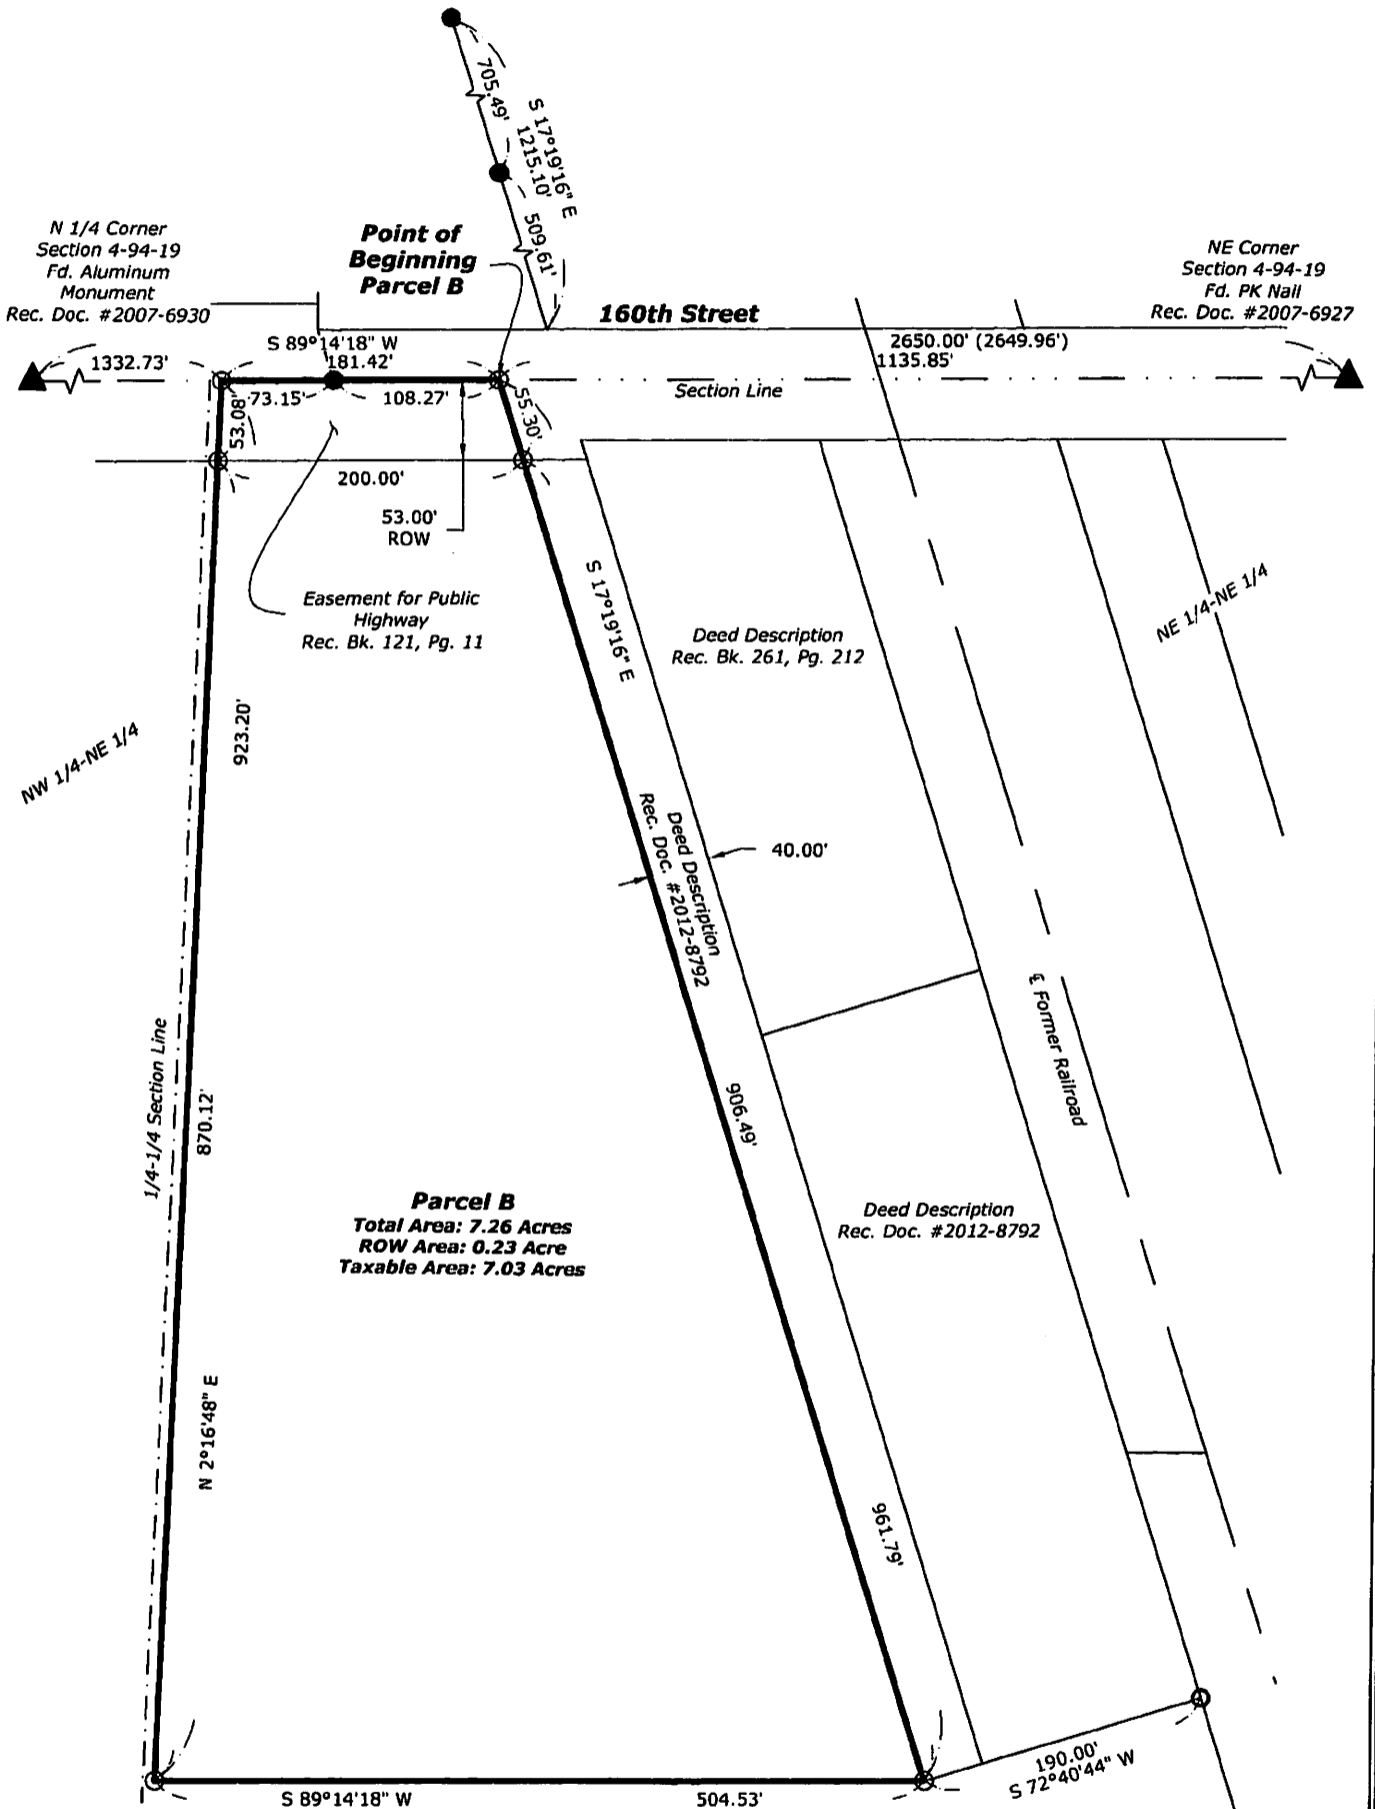 705.49'
S 17°19'16" E
1215.10'
509.61'
N 1/4 Corner
Section 4-94-19
Fd. Aluminum
Monument
Rec. Doc. #2007-6930
Point of
Beginning
Parcel B
NE Corner
Section 4-94-19
Fd. PK Nail
Rec. Doc. #2007-6927
160th Street
S 89°14'18" W
181.42'
1332.73'
2650.00' (2649.96')
1135.85'
Section Line
73.15'
108.27'
53.08'
55.30'
200.00'
53.00'
ROW
Easement for Public
Highway
Rec. Bk. 121, Pg. 11
S 17°19'16" E
Deed Description
Rec. Bk. 261, Pg. 212
NE 1/4-NE 1/4
NW 1/4-NE 1/4
923.20'
Deed Description
Rec. Doc. #2012-8792
40.00'
℄ Former Railroad
1/4-1/4 Section Line
870.12'
906.49'
Parcel B
Total Area: 7.26 Acres
ROW Area: 0.23 Acre
Taxable Area: 7.03 Acres
Deed Description
Rec. Doc. #2012-8792
N 2°16'48" E
961.79'
190.00'
S 72°40'44" W
S 89°14'18" W
504.53'